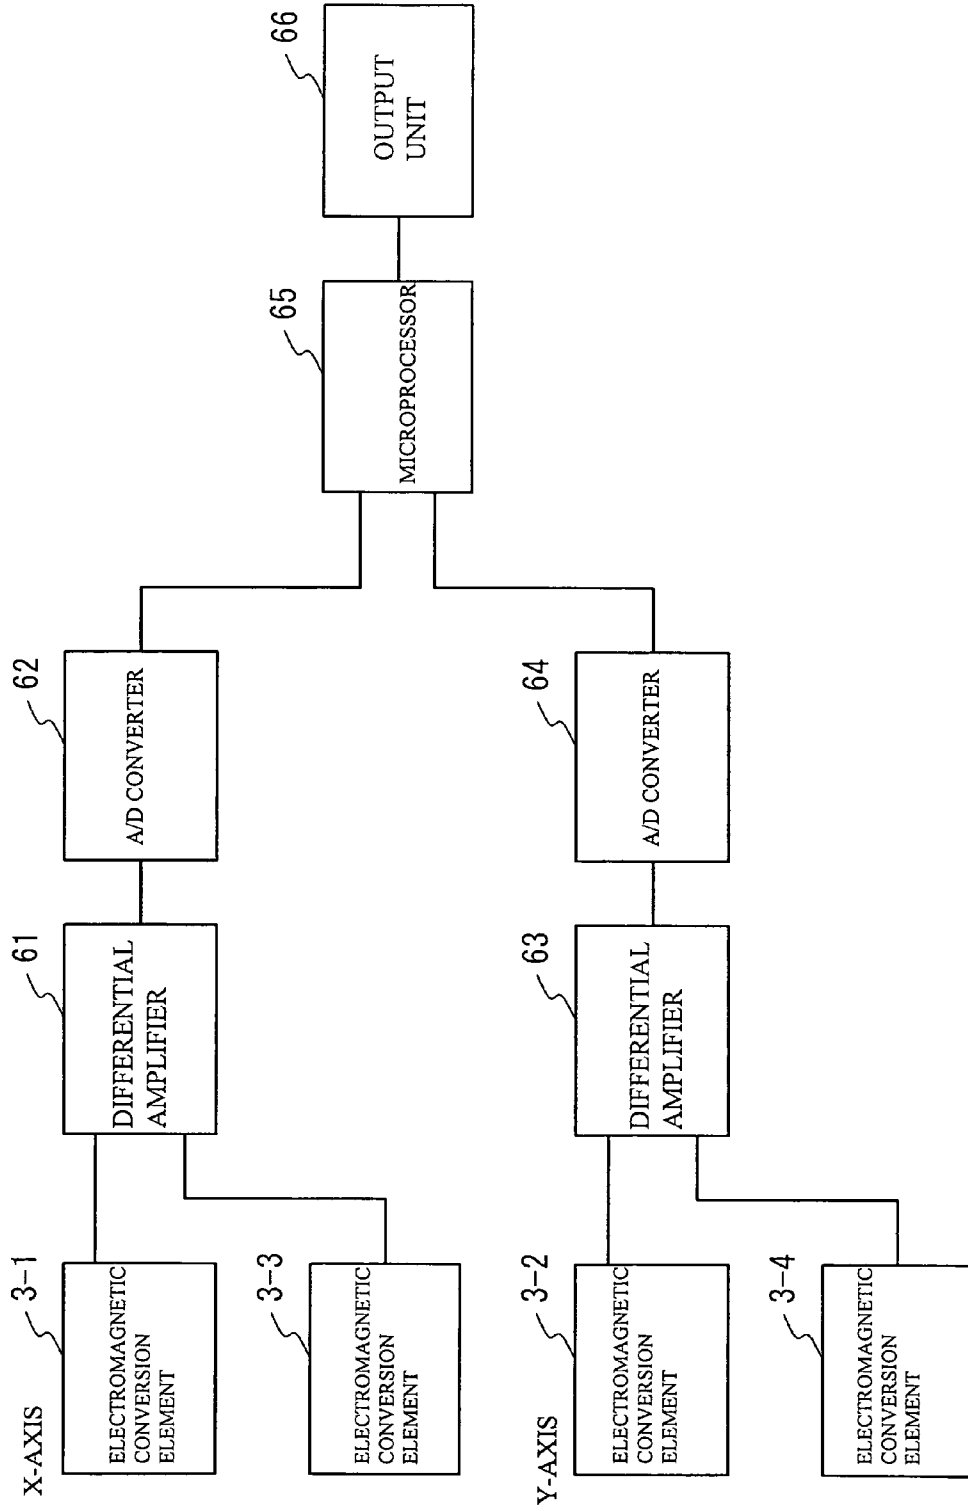 X-AXIS
3-1
ELECTROMAGNETIC
CONVERSION
ELEMENT
3-3
ELECTROMAGNETIC
CONVERSION
ELEMENT
61
DIFFERENTIAL
AMPLIFIER
62
A/D CONVERTER
Y-AXIS
3-2
ELECTROMAGNETIC
CONVERSION
ELEMENT
3-4
ELECTROMAGNETIC
CONVERSION
ELEMENT
63
DIFFERENTIAL
AMPLIFIER
64
A/D CONVERTER
65
MICROPROCESSOR
66
OUTPUT
UNIT